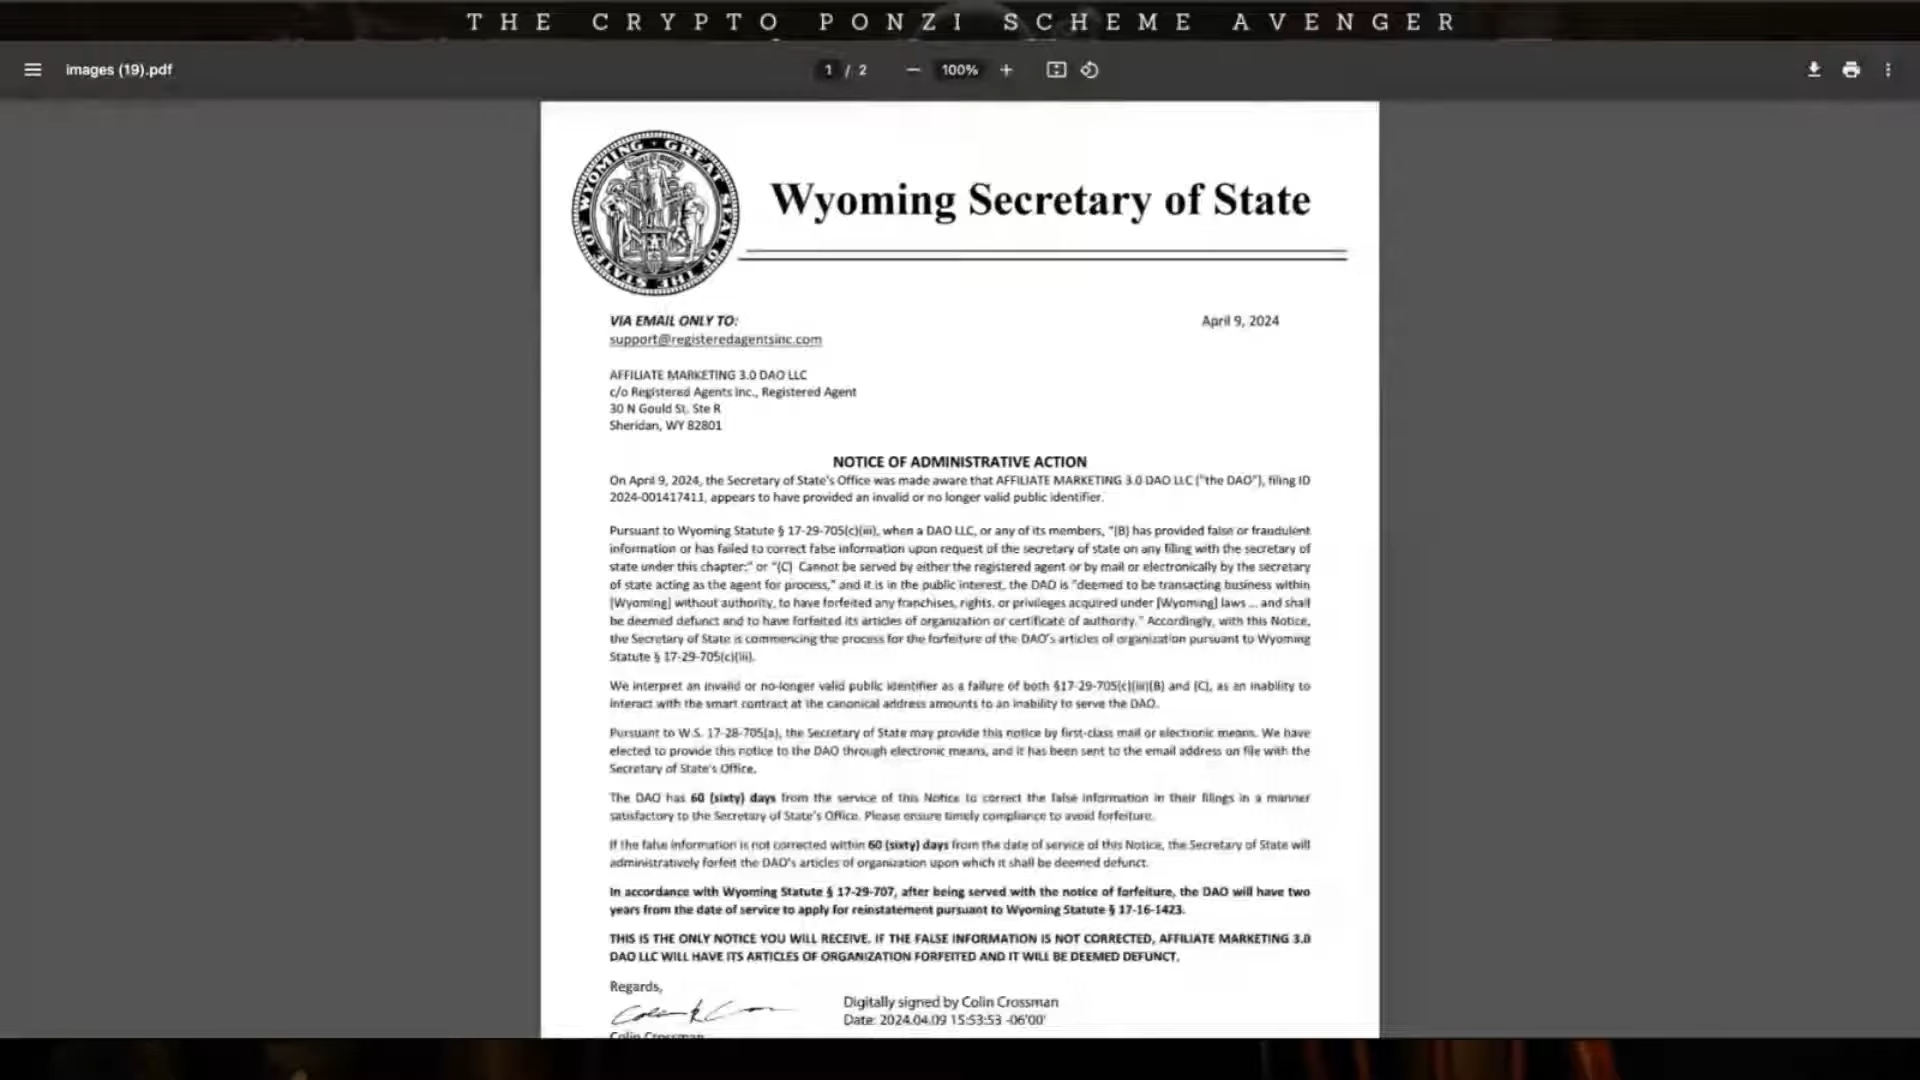 THE CRYPTO PONZI SCHEME AVENGER
images (19).pdf
1 / 2
100%
WYOMING GREAT SEAL OF THE STATE OF
Wyoming Secretary of State
VIA EMAIL ONLY TO:
April 9, 2024
support@registeredagentsinc.com
AFFILIATE MARKETING 3.0 DAO LLC
c/o Registered Agents Inc., Registered Agent
30 N Gould St. Ste R
Sheridan, WY 82801
NOTICE OF ADMINISTRATIVE ACTION
On April 9, 2024, the Secretary of State's Office was made aware that AFFILIATE MARKETING 3.0 DAO LLC ("the DAO"), filing ID
2024-001417411, appears to have provided an invalid or no longer valid public identifier.
Pursuant to Wyoming Statute § 17-29-705(c)(iii), when a DAO LLC, or any of its members, "(B) has provided false or fraudulent
information or has failed to correct false information upon request of the secretary of state on any filing with the secretary of
state under this chapter;" or "(C) Cannot be served by either the registered agent or by mail or electronically by the secretary
of state acting as the agent for process," and it is in the public interest, the DAO is "deemed to be transacting business within
[Wyoming] without authority, to have forfeited any franchises, rights, or privileges acquired under [Wyoming] laws ... and shall
be deemed defunct and to have forfeited its articles of organization or certificate of authority." Accordingly, with this Notice,
the Secretary of State is commencing the process for the forfeiture of the DAO's articles of organization pursuant to Wyoming
Statute § 17-29-705(c)(iii).
We interpret an invalid or no-longer valid public identifier as a failure of both §17-29-705(c)(iii)(B) and (C), as an inability to
interact with the smart contract at the canonical address amounts to an inability to serve the DAO.
Pursuant to W.S. 17-28-705(a), the Secretary of State may provide this notice by first-class mail or electronic means. We have
elected to provide this notice to the DAO through electronic means, and it has been sent to the email address on file with the
Secretary of State's Office.
The DAO has 60 (sixty) days from the service of this Notice to correct the false information in their filings in a manner
satisfactory to the Secretary of State's Office. Please ensure timely compliance to avoid forfeiture.
If the false information is not corrected within 60 (sixty) days from the date of service of this Notice, the Secretary of State will
administratively forfeit the DAO's articles of organization upon which it shall be deemed defunct.
In accordance with Wyoming Statute § 17-29-707, after being served with the notice of forfeiture, the DAO will have two
years from the date of service to apply for reinstatement pursuant to Wyoming Statute § 17-16-1423.
THIS IS THE ONLY NOTICE YOU WILL RECEIVE. IF THE FALSE INFORMATION IS NOT CORRECTED, AFFILIATE MARKETING 3.0
DAO LLC WILL HAVE ITS ARTICLES OF ORGANIZATION FORFEITED AND IT WILL BE DEEMED DEFUNCT.
Regards,
Digitally signed by Colin Crossman
Date: 2024.04.09 15:53:53 -06'00'
Colin Crossman